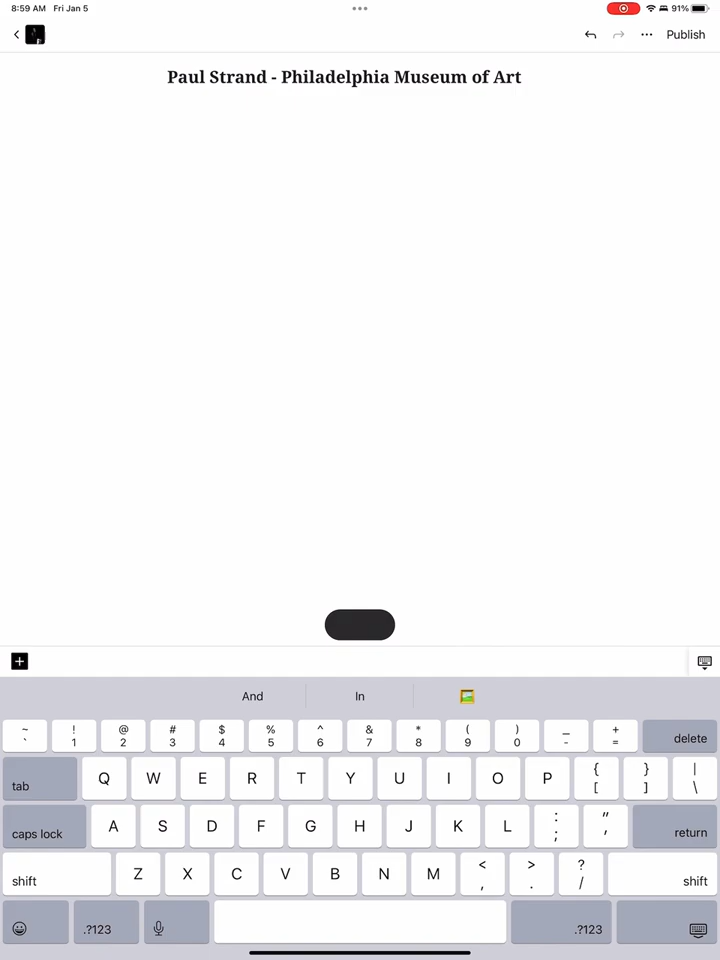 8:59 AM Fri Jan 5
91%
Publish
Paul Strand - Philadelphia Museum of Art
And In
~ ! @ # $ % ^ & * ( ) _ +
` 1 2 3 4 5 6 7 8 9 0 - = delete
tab Q W E R T Y U I O P { [ } ] | \
caps lock A S D F G H J K L : ; " ' return
shift Z X C V B N M < , > . ? / shift
.?123 .?123